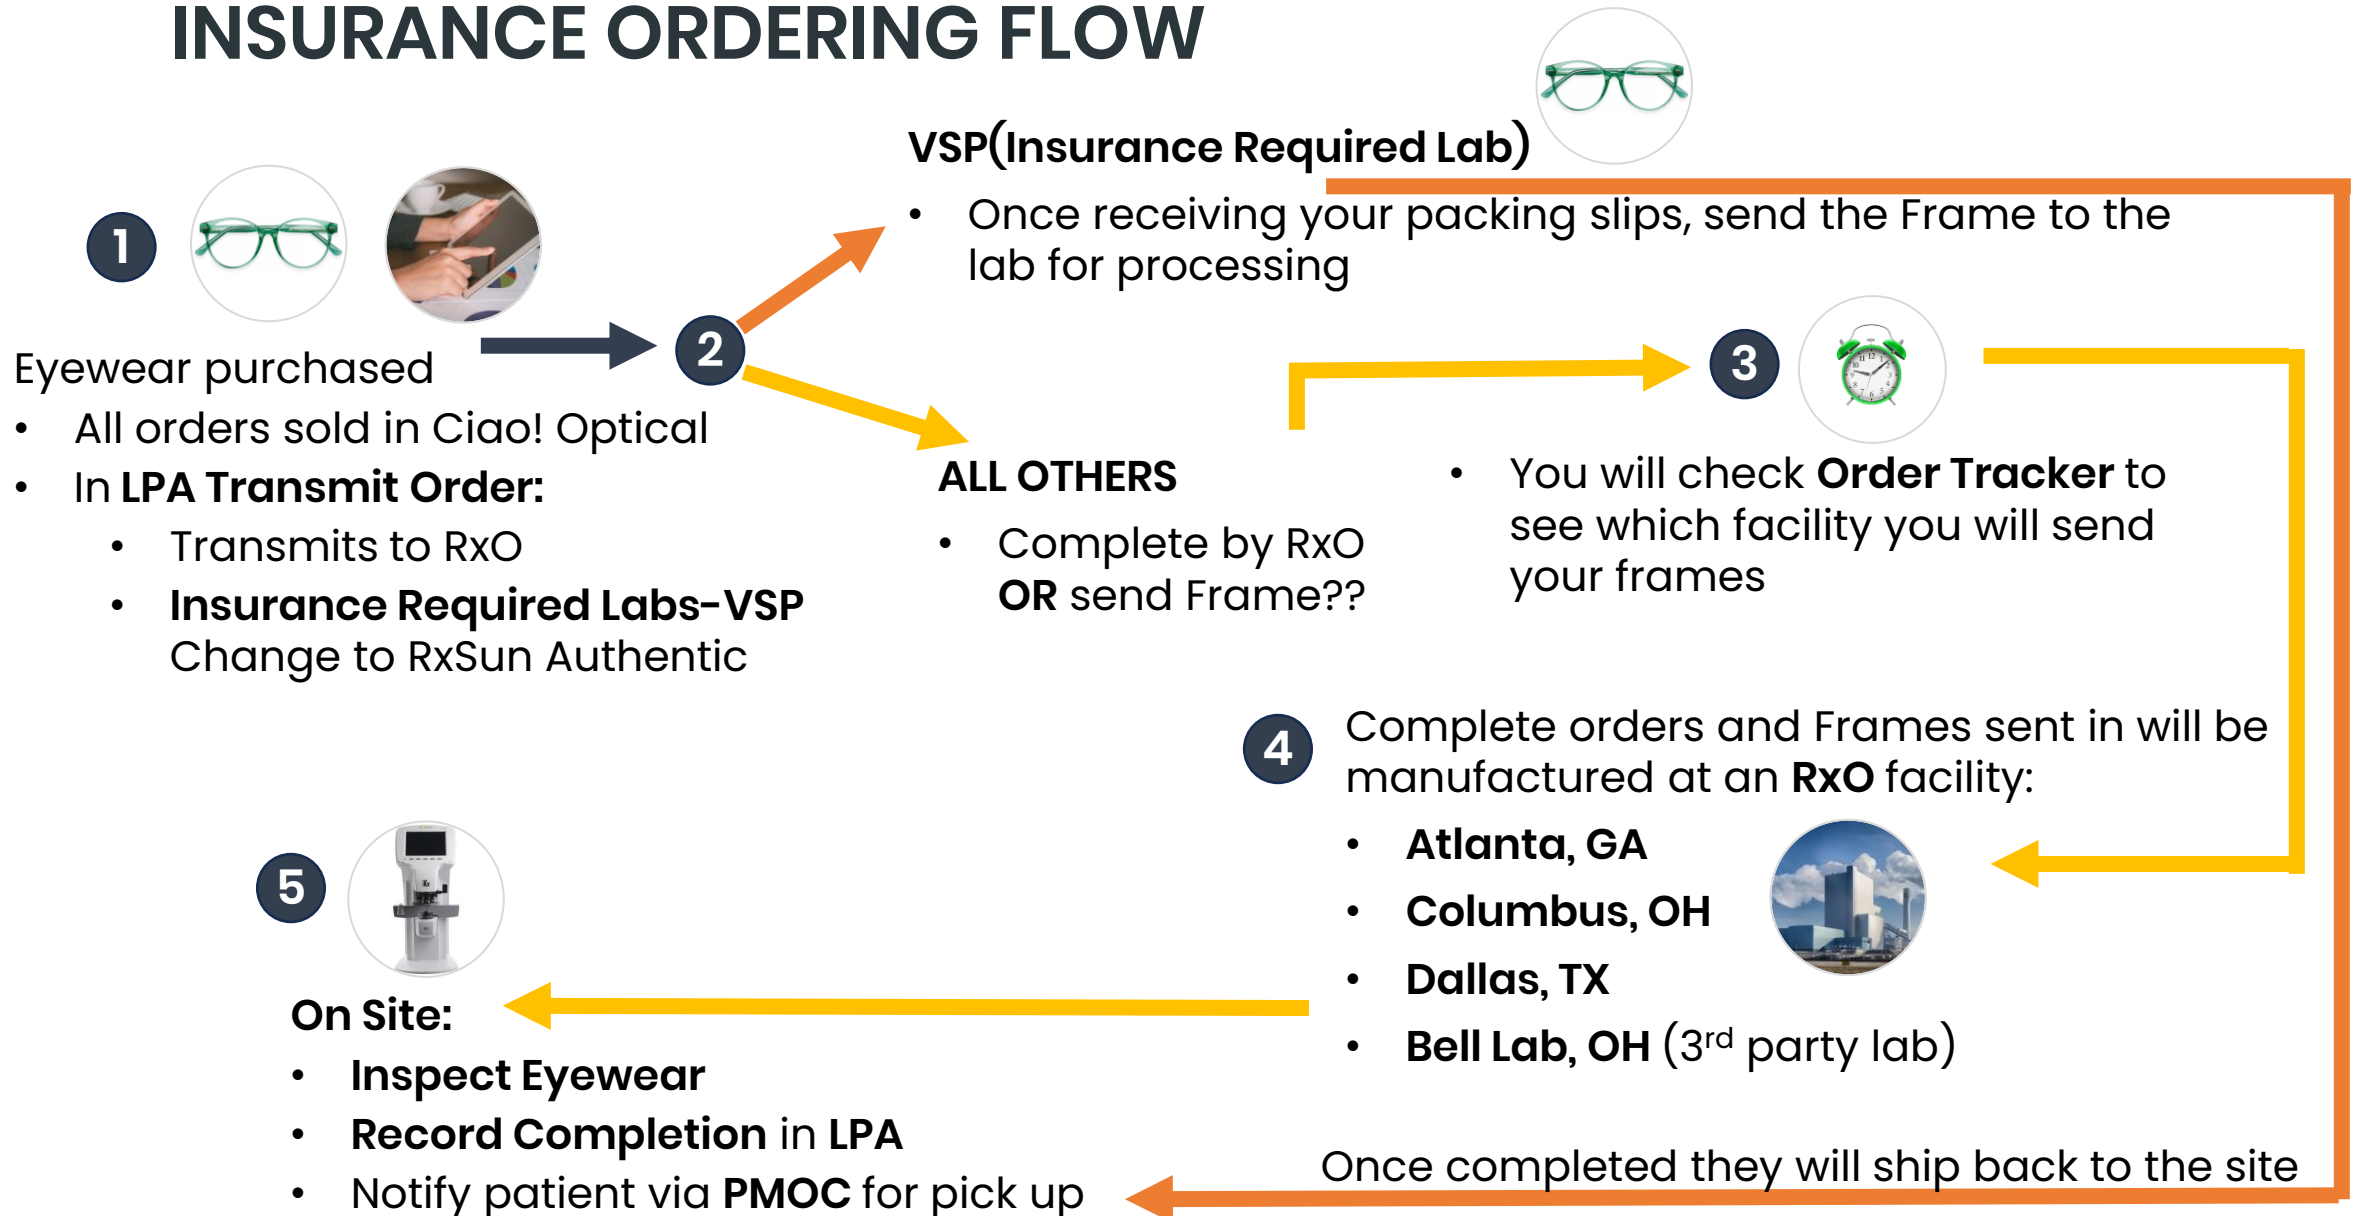 INSURANCE ORDERING FLOW
1
Eyewear purchased
• All orders sold in Ciao! Optical
• In LPA Transmit Order:
• Transmits to RxO
• Insurance Required Labs-VSP
Change to RxSun Authentic
2
VSP(Insurance Required Lab)
• Once receiving your packing slips, send the Frame to the
lab for processing
ALL OTHERS
• Complete by RxO
OR send Frame??
3
• You will check Order Tracker to
see which facility you will send
your frames
4
Complete orders and Frames sent in will be
manufactured at an RxO facility:
• Atlanta, GA
• Columbus, OH
• Dallas, TX
• Bell Lab, OH (3rd party lab)
5
On Site:
• Inspect Eyewear
• Record Completion in LPA
• Notify patient via PMOC for pick up
Once completed they will ship back to the site